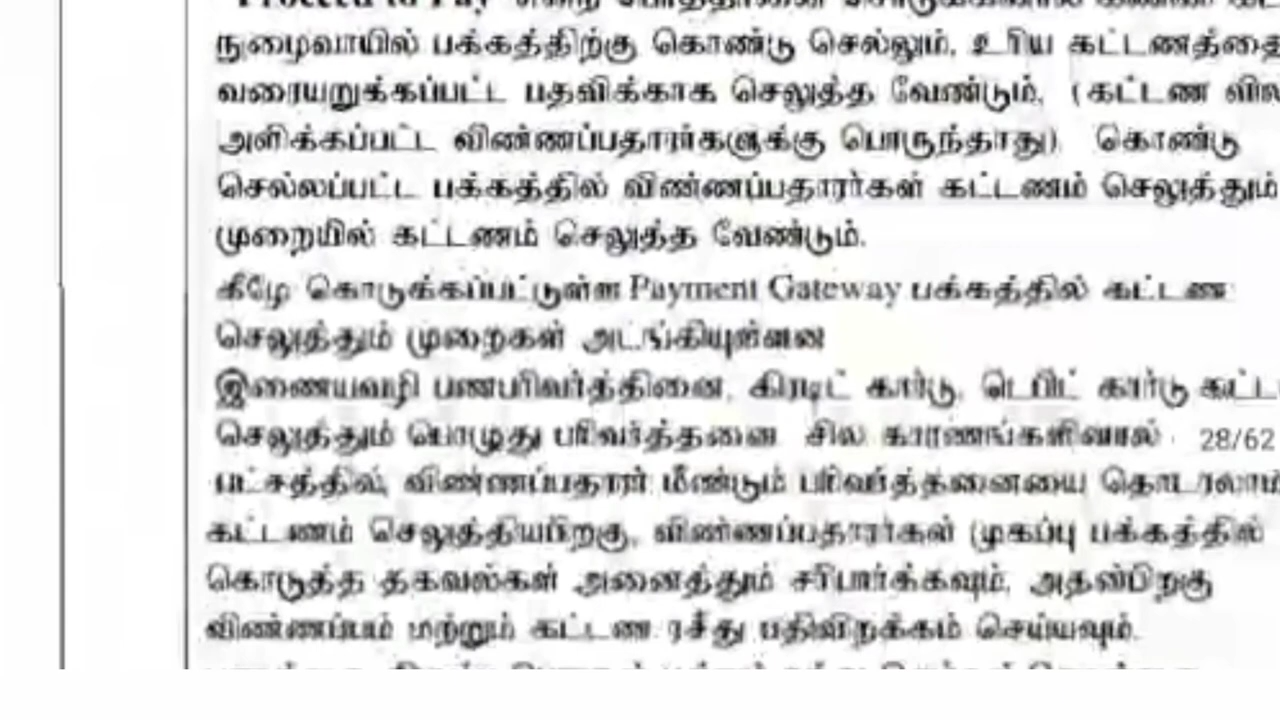 "Proceed to Pay" என்ற பொத்தானை சொடுக்கினால்
நுழைவாயில் பக்கத்திற்கு கொண்டு செல்லும். உரிய கட்டணத்தை
வரையறுக்கப்பட்ட பதவிக்காக செலுத்த வேண்டும். (கட்டண
அளிக்கப்பட்ட விண்ணப்பதாரர்களுக்கு பொருந்தாது). கொண்டு
செல்லப்பட்ட பக்கத்தில் விண்ணப்பதாரர்கள் கட்டணம் செலுத்தும்
முறையில் கட்டணம் செலுத்த வேண்டும்.
கீழே கொடுக்கப்பட்டுள்ள Payment Gateway பக்கத்தில் கட்டண
செலுத்தும் முறைகள் அடங்கியுள்ளன
இணையவழி பணபரிவர்த்தினை, கிரடிட் கார்டு, டெபிட் கார்டு
செலுத்தும் பொழுது பரிவர்த்தனை சில காரணங்களினால் 28/62
பட்சத்தில், விண்ணப்பதாரர் மீண்டும் பரிவர்த்தனையை தொடரலாம்
கட்டணம் செலுத்தியபிறகு, விண்ணப்பதாரர்கள் முகப்பு பக்கத்தில்
கொடுத்த தகவல்கள் அனைத்தும் சரிபார்க்கவும். அதன்பிறகு
விண்ணப்பம் மற்றும் கட்டண ரசீது பதிவிறக்கம் செய்யவும்.